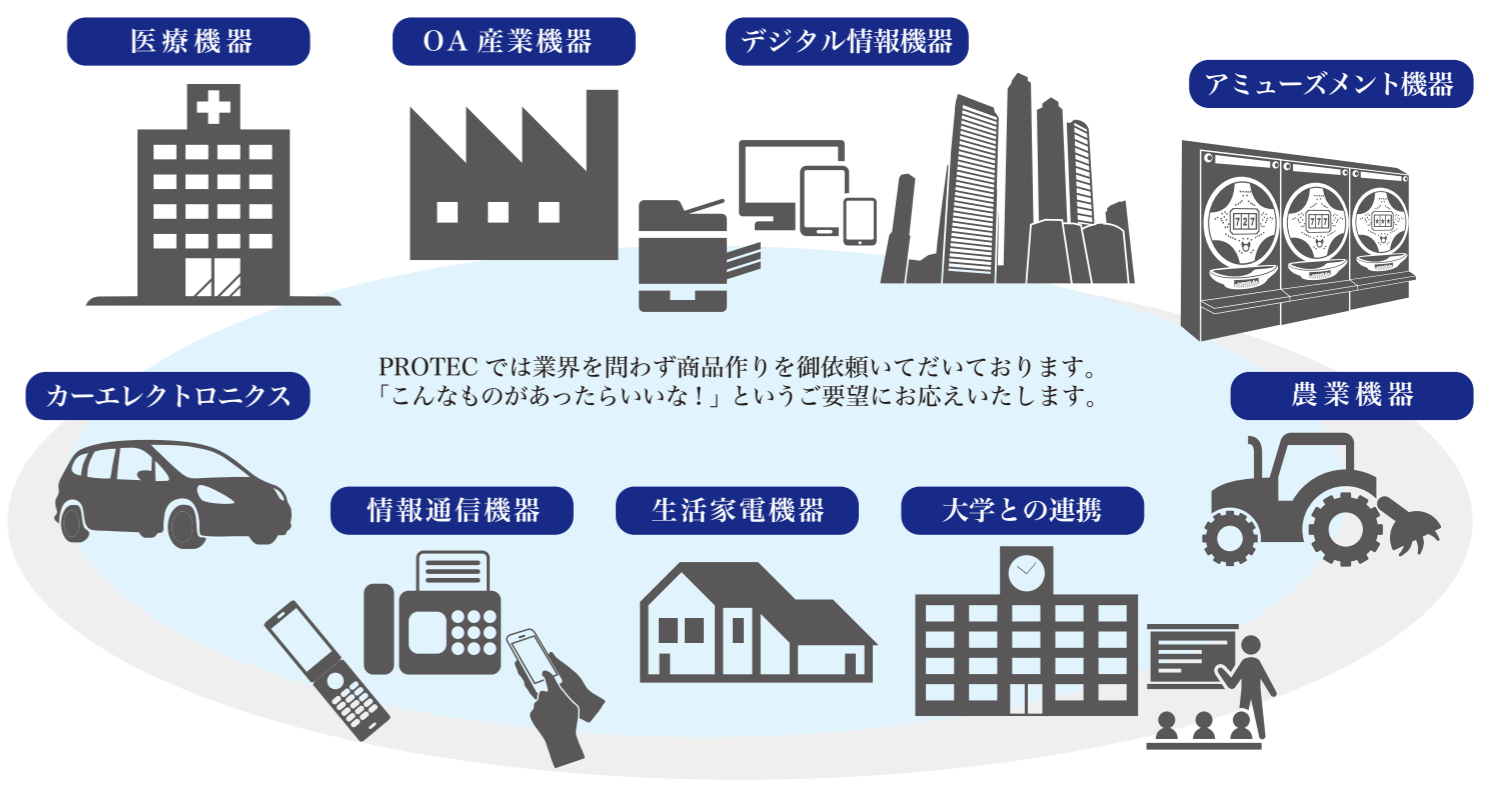 医療機器
OA 産業機器
デジタル情報機器
アミューズメント機器
727
777
PROTEC では業界を問わず商品作りを御依頼いてだいております。
「こんなものがあったらいいな！」というご要望にお応えいたします。
カーエレクトロニクス
農業機器
情報通信機器
生活家電機器
大学との連携